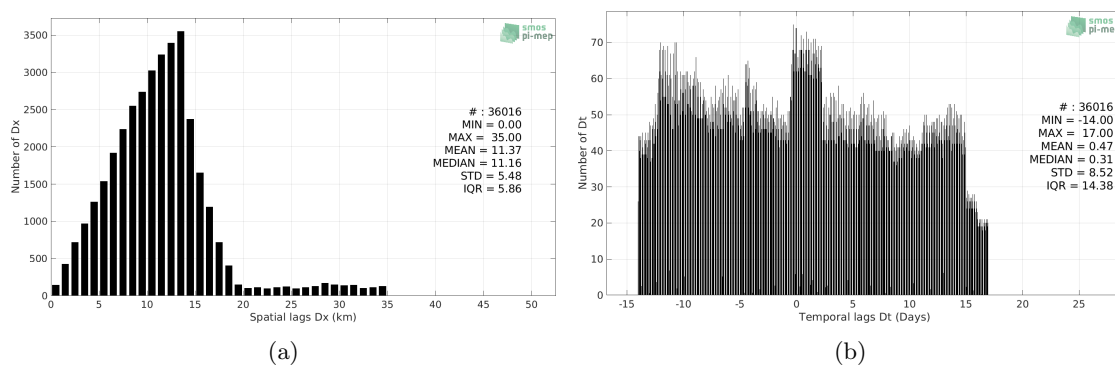 3500
3000
2500
2000
1500
1000
500
0
Number of Dx
smos
pi-mep
# : 36016
MIN = 0.00
MAX = 35.00
MEAN = 11.37
MEDIAN = 11.16
STD = 5.48
IQR = 5.86
0 5 10 15 20 25 30 35 40 45 50
Spatial lags Dx (km)
(a)
70
60
50
40
30
20
10
0
Number of Dt
smos
pi-mep
# : 36016
MIN = -14.00
MAX = 17.00
MEAN = 0.47
MEDIAN = 0.31
STD = 8.52
IQR = 14.38
-15 -10 -5 0 5 10 15 20 25
Temporal lags Dt (Days)
(b)